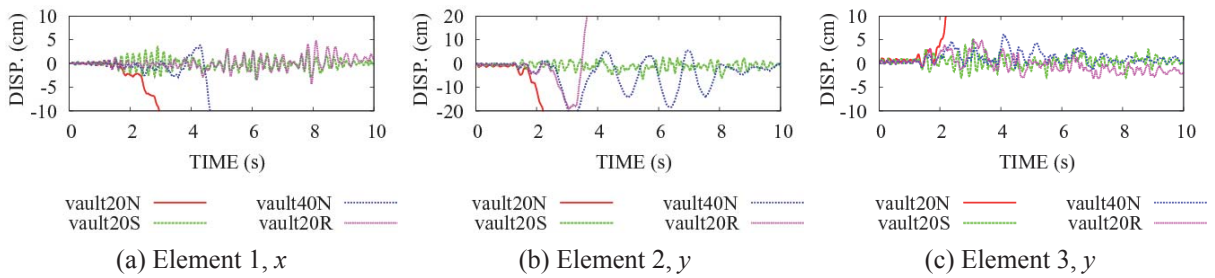 DISP. (cm)
10
5
0
-5
-10
0 2 4 6 8 10
TIME (s)
vault20N vault40N
vault20S vault20R
(a) Element 1, x
DISP. (cm)
20
10
0
-10
-20
0 2 4 6 8 10
TIME (s)
vault20N vault40N
vault20S vault20R
(b) Element 2, y
DISP. (cm)
10
5
0
-5
-10
0 2 4 6 8 10
TIME (s)
vault20N vault40N
vault20S vault20R
(c) Element 3, y